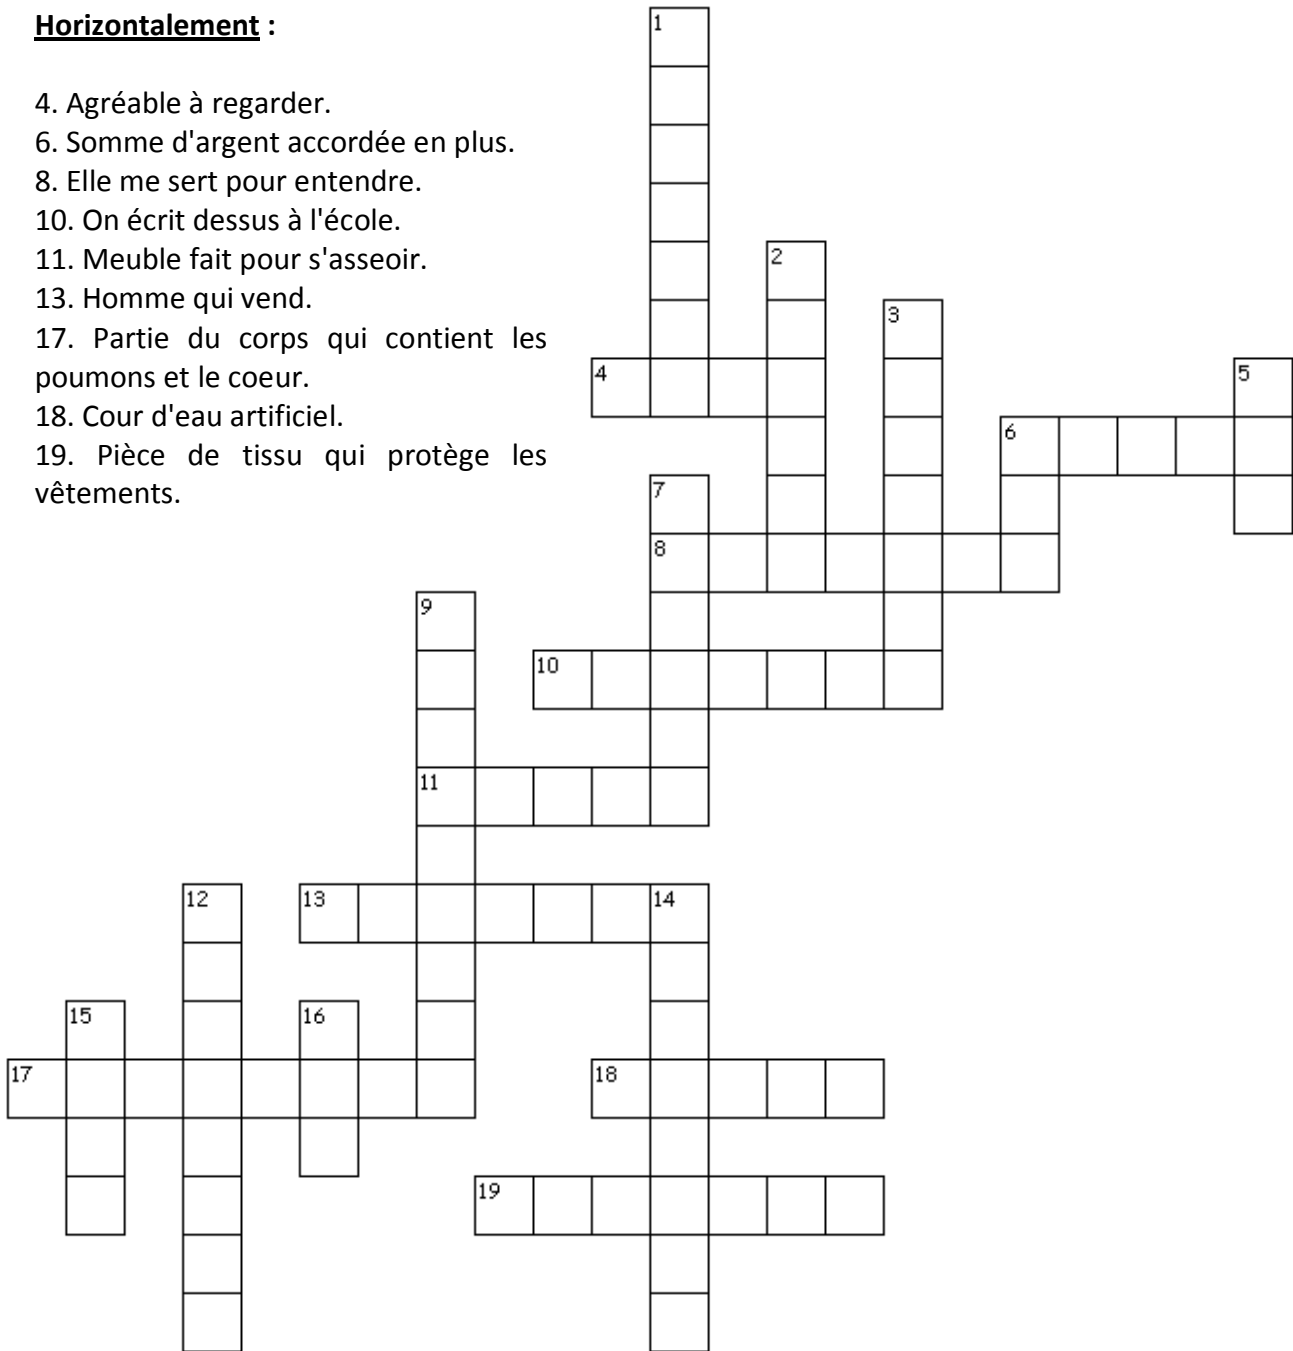 Horizontalement :
4. Agréable à regarder.
6. Somme d'argent accordée en plus.
8. Elle me sert pour entendre.
10. On écrit dessus à l'école.
11. Meuble fait pour s'asseoir.
13. Homme qui vend.
17. Partie du corps qui contient les
poumons et le coeur.
18. Cour d'eau artificiel.
19. Pièce de tissu qui protège les
vêtements.
1
2
3
4
5
6
7
8
9
10
11
12
13
14
15
16
17
18
19